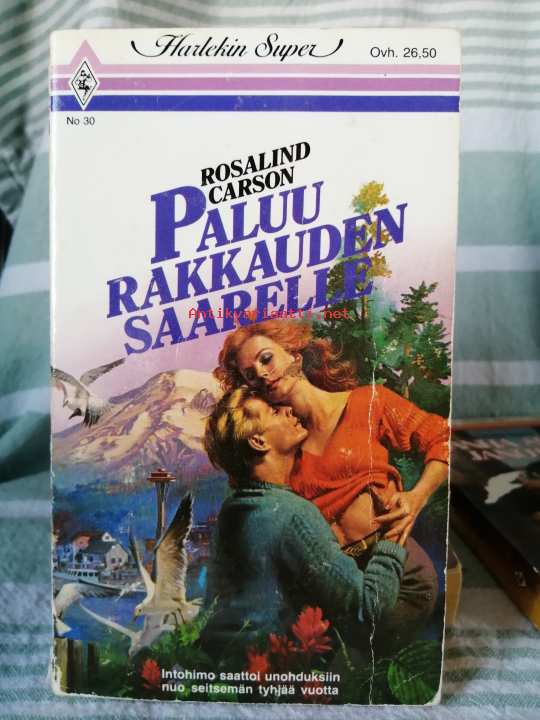 Harlekin Super
Ovh. 26,50
No 30
ROSALIND
CARSON
PALUU
RAKKAUDEN
SAARELLE
Antikvariaatti.net
Intohimo saattoi unohduksiin
nuo seitsemän tyhjää vuotta